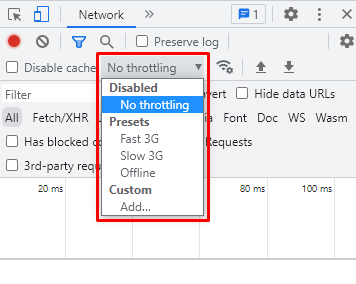 Network 1
Preserve log
Disable cache No throttling
Disabled
Filter No throttling vert Hide data URLs
Presets
All Fetch/XHR Fast 3G Font Doc WS Wasm
Slow 3G
Has blocked Offline Requests
3rd-party requ Custom
20 ms 80 ms 100 ms
Add...